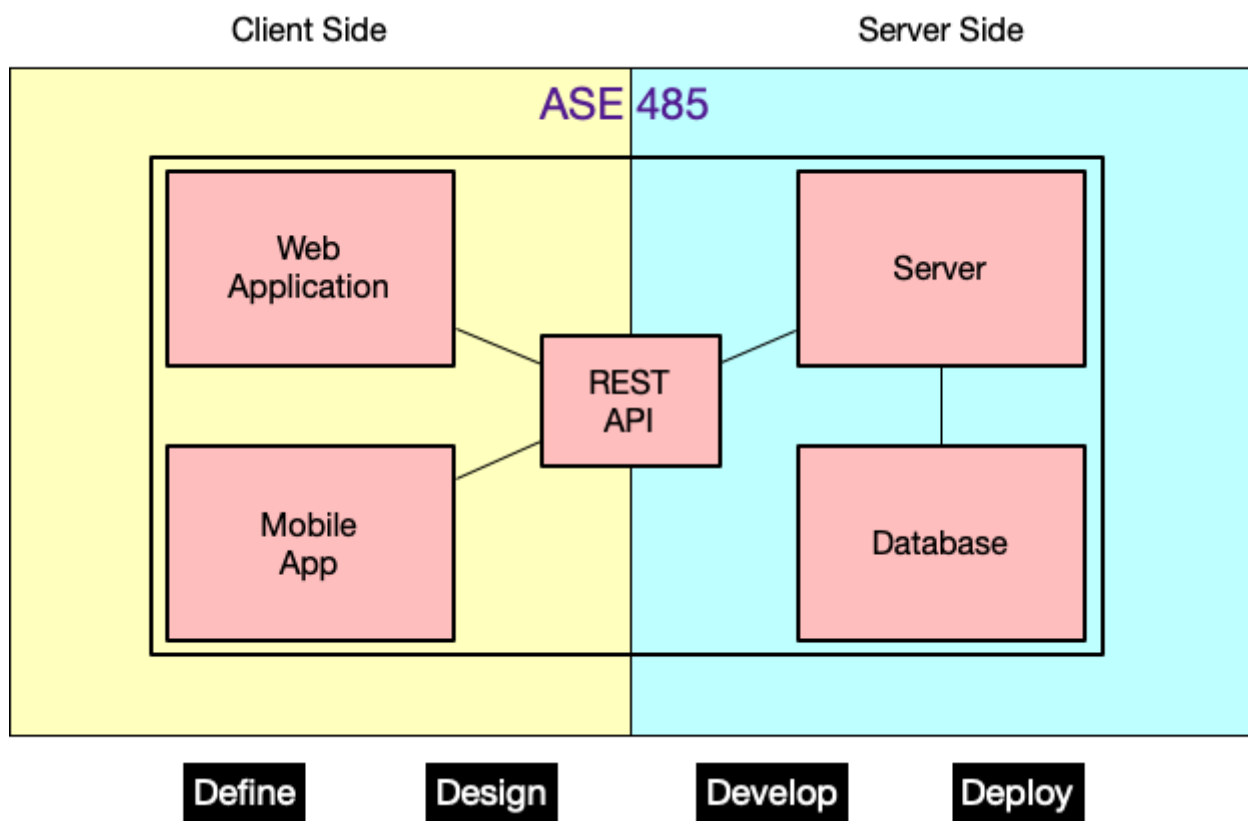 Client Side
Server Side
ASE 485
Web
Application
Server
REST
API
Mobile
App
Database
Define
Design
Develop
Deploy